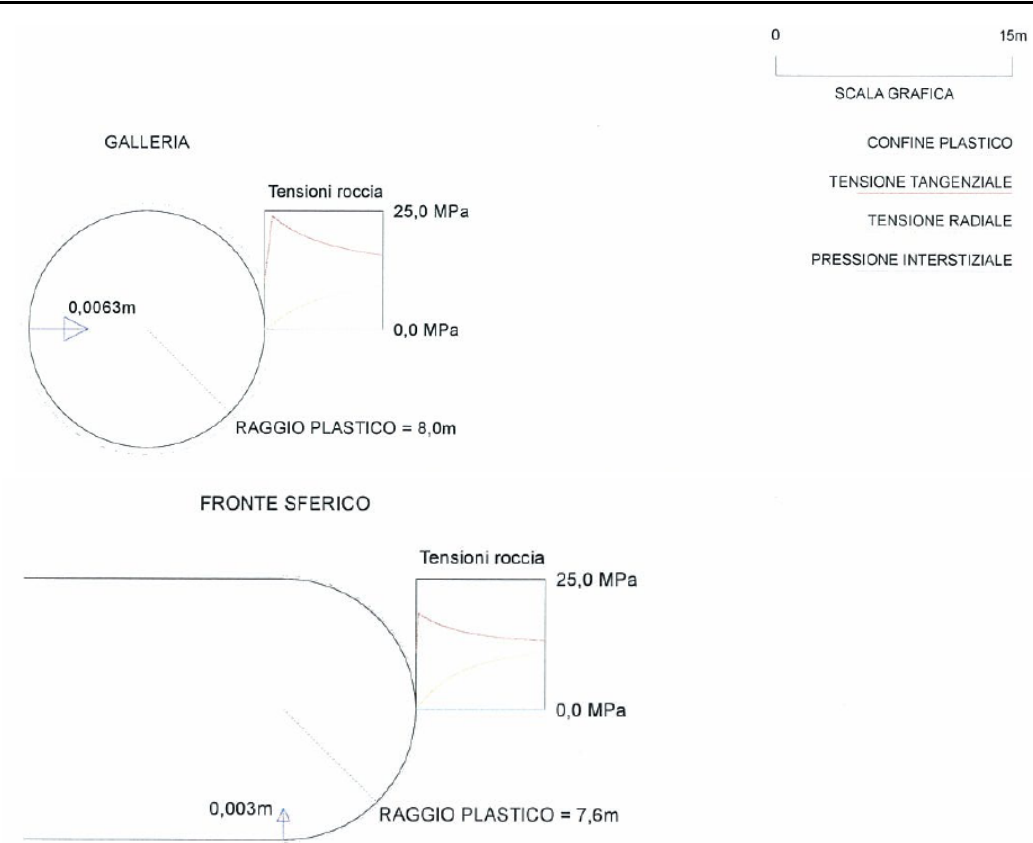 0 15m
SCALA GRAFICA
GALLERIA
CONFINE PLASTICO
TENSIONE TANGENZIALE
TENSIONE RADIALE
PRESSIONE INTERSTIZIALE
Tensioni roccia
25,0 MPa
0,0063m
0,0 MPa
RAGGIO PLASTICO = 8,0m
FRONTE SFERICO
Tensioni roccia
25,0 MPa
0,0 MPa
0,003m
RAGGIO PLASTICO = 7,6m